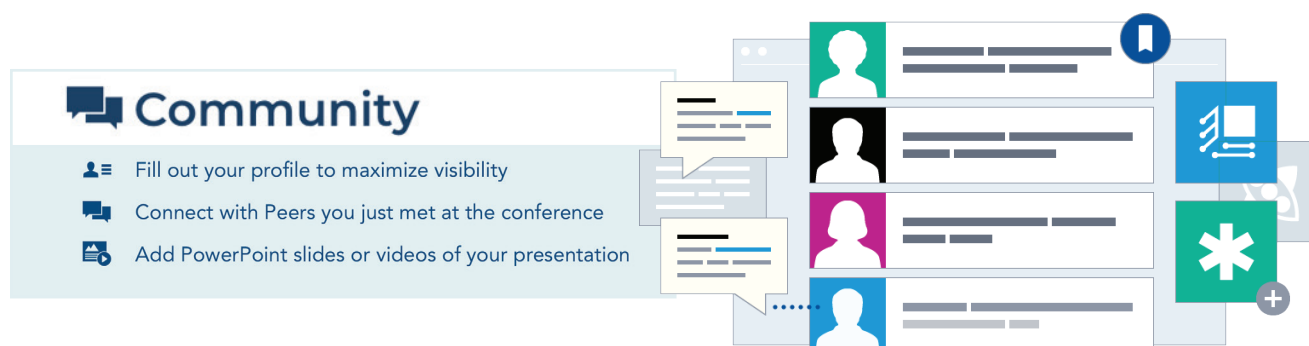 Community
Fill out your profile to maximize visibility
Connect with Peers you just met at the conference
Add PowerPoint slides or videos of your presentation